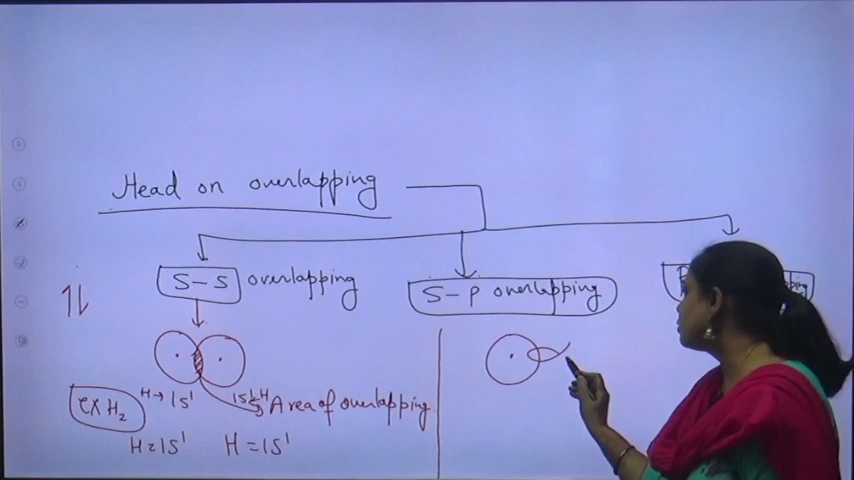 Head on overlapping
S-S overlapping
S-P overlapping
H→1S¹ 1S¹←H Area of overlapping
ex H₂
H=1S¹ H=1S¹